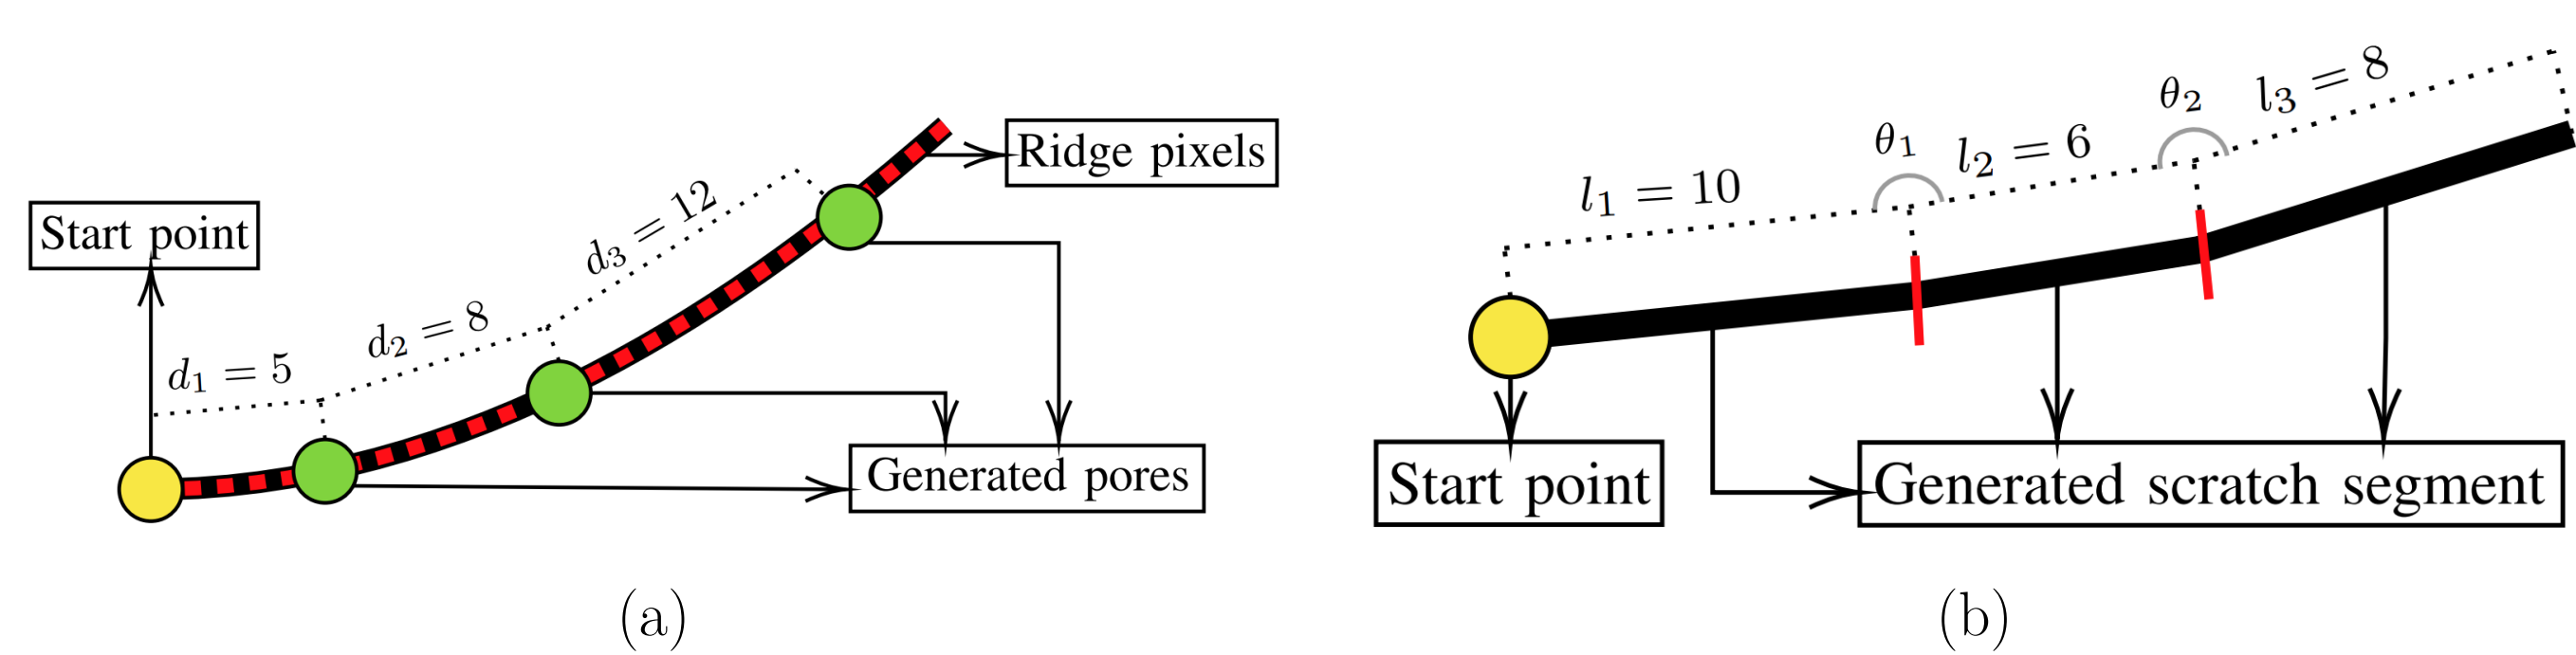 Ridge pixels
Start point
d₃ = 12
d₂ = 8
d₁ = 5
Generated pores
(a)
θ₂
l₃ = 8
θ₁
l₂ = 6
l₁ = 10
Start point
Generated scratch segment
(b)